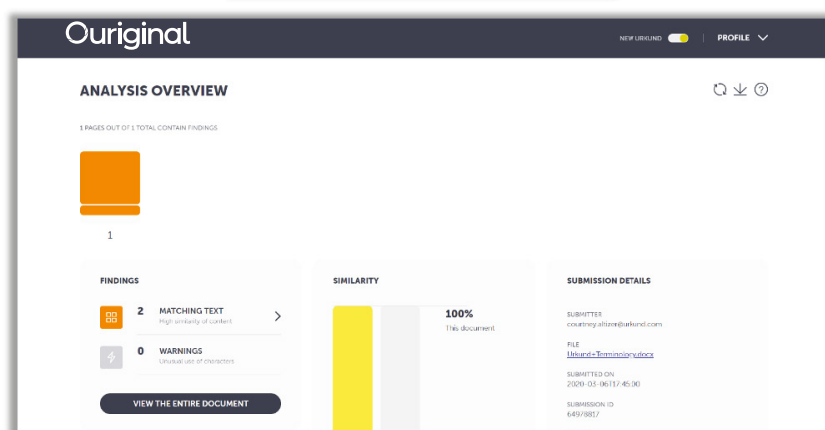 Ouriginal
NEW URKUND
PROFILE
ANALYSIS OVERVIEW
1 PAGES OUT OF 1 TOTAL CONTAIN FINDINGS
1
FINDINGS
2 MATCHING TEXT
High similarity of content
0 WARNINGS
Unusual use of characters
VIEW THE ENTIRE DOCUMENT
SIMILARITY
100%
This document
SUBMISSION DETAILS
SUBMITTER
courtney.altizer@urkund.com
FILE
Urkund+Terminology.docx
SUBMITTED ON
2020-03-06T17:45:00
SUBMISSION ID
64978817